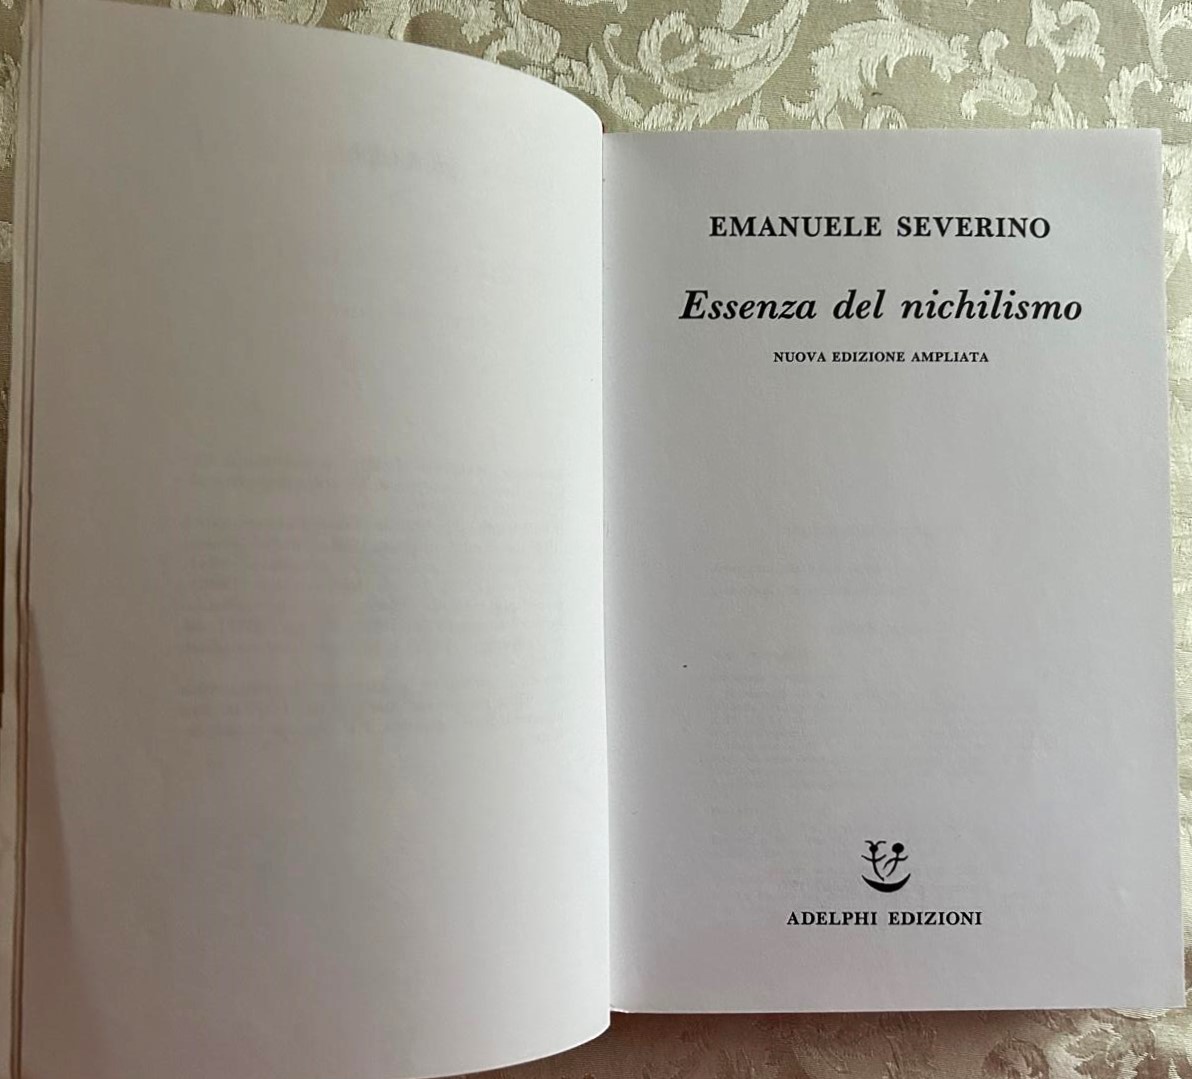 EMANUELE SEVERINO
Essenza del nichilismo
NUOVA EDIZIONE AMPLIATA
ADELPHI EDIZIONI